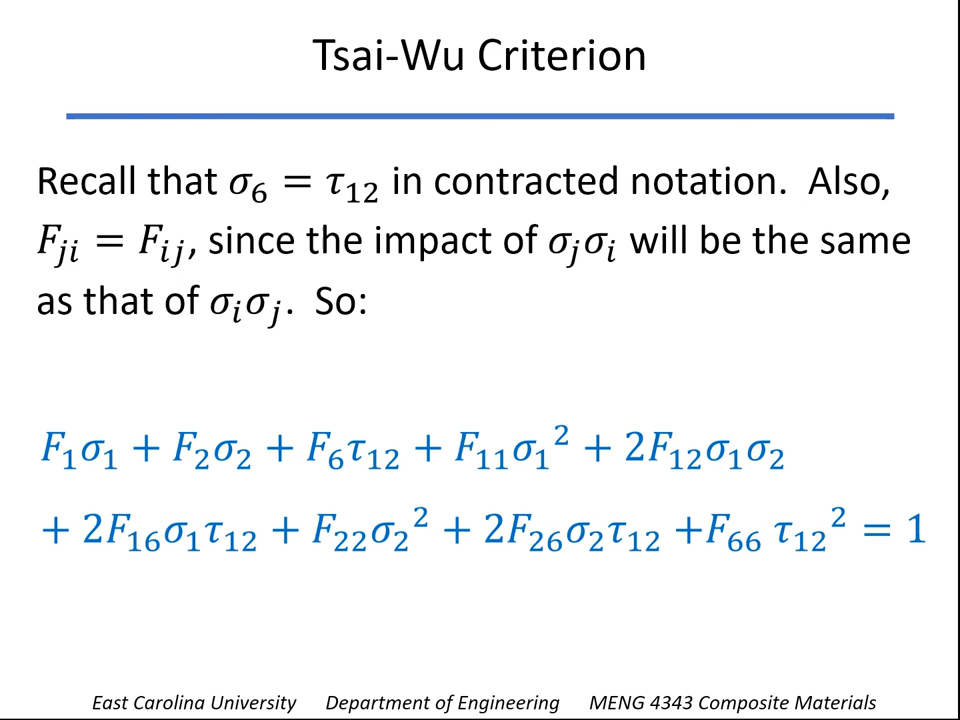 Tsai-Wu Criterion
Recall that σ₆ = τ₁₂ in contracted notation.  Also,
Fⱼᵢ = Fᵢⱼ, since the impact of σⱼσᵢ will be the same
as that of σᵢσⱼ.  So:
F₁σ₁ + F₂σ₂ + F₆τ₁₂ + F₁₁σ₁² + 2F₁₂σ₁σ₂
+ 2F₁₆σ₁τ₁₂ + F₂₂σ₂² + 2F₂₆σ₂τ₁₂ +F₆₆ τ₁₂² = 1
East Carolina University    Department of Engineering    MENG 4343 Composite Materials